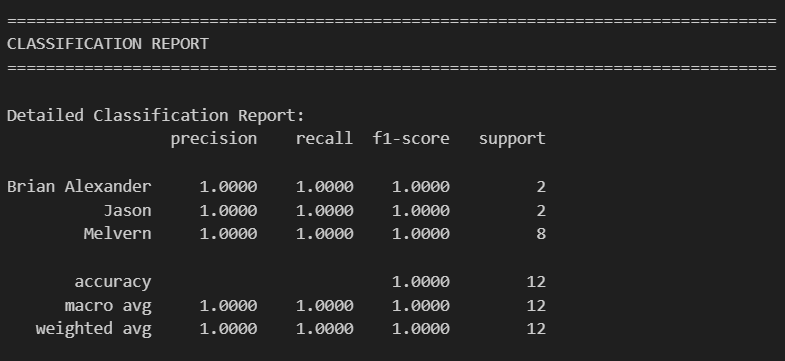 ================================================================================
CLASSIFICATION REPORT
================================================================================
Detailed Classification Report:
precision recall f1-score support
Brian Alexander 1.0000 1.0000 1.0000 2
Jason 1.0000 1.0000 1.0000 2
Melvern 1.0000 1.0000 1.0000 8
accuracy 1.0000 12
macro avg 1.0000 1.0000 1.0000 12
weighted avg 1.0000 1.0000 1.0000 12